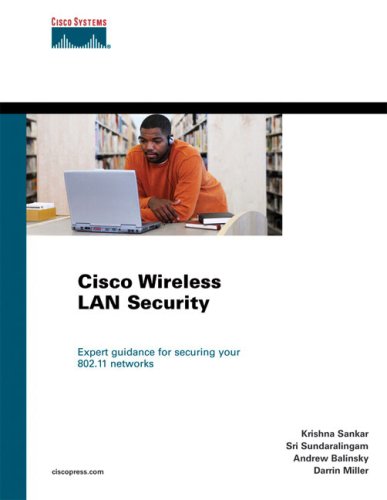 CISCO SYSTEMS
Cisco Wireless
LAN Security
Expert guidance for securing your
802.11 networks
Krishna Sankar
Sri Sundaralingam
Andrew Balinsky
Darrin Miller
ciscopress.com